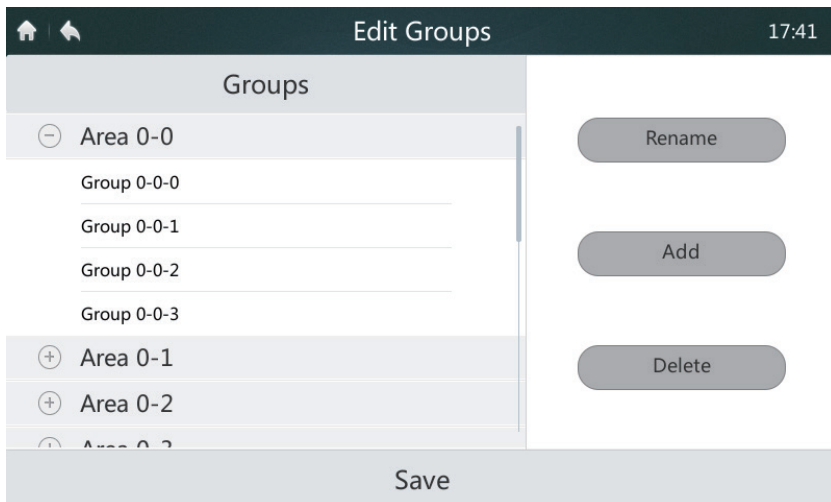 Edit Groups 17:41
Groups
Area 0-0
Group 0-0-0
Group 0-0-1
Group 0-0-2
Group 0-0-3
Area 0-1
Area 0-2
Rename
Add
Delete
Save